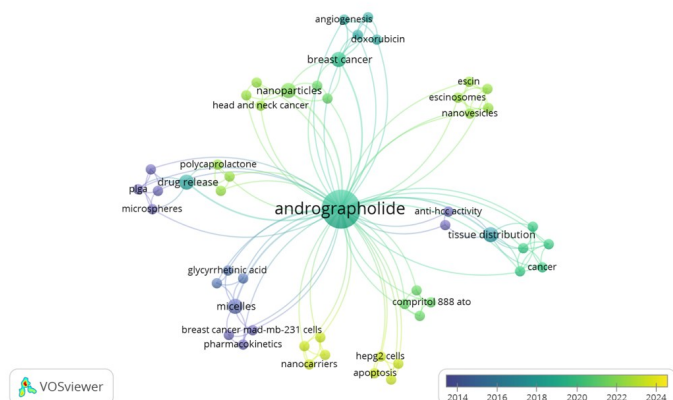 angiogenesis
doxorubicin
breast cancer
nanoparticles
head and neck cancer
escin
escinosomes
nanovesicles
polycaprolactone
drug release
plga
microspheres
andrographolide
anti-hcc activity
tissue distribution
cancer
glycyrrhetinic acid
micelles
compritol 888 ato
breast cancer mad-mb-231 cells
pharmacokinetics
nanocarriers
hepg2 cells
apoptosis
VOSviewer
2014 2016 2018 2020 2022 2024